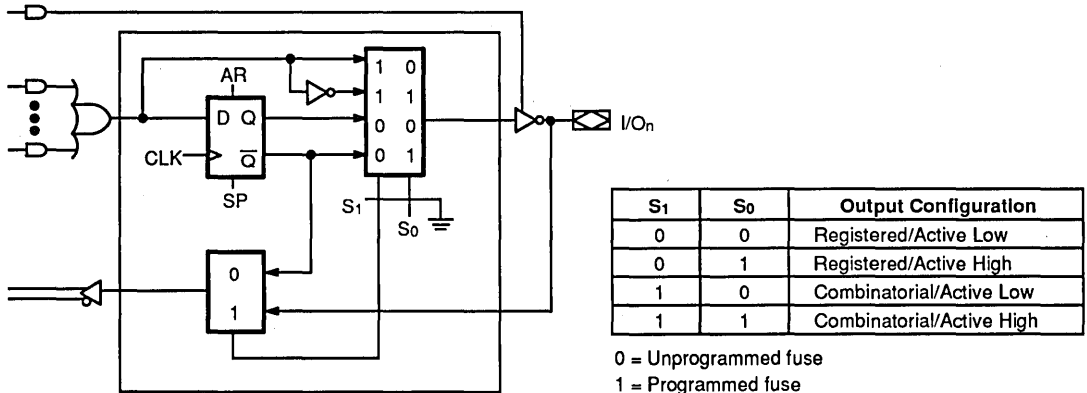 AR
D Q
CLK
Q
SP
1 0
1 1
0 0
0 1
S1
S0
0
1
I/On
S1 S0 Output Configuration
0 0 Registered/Active Low
0 1 Registered/Active High
1 0 Combinatorial/Active Low
1 1 Combinatorial/Active High
0 = Unprogrammed fuse
1 = Programmed fuse